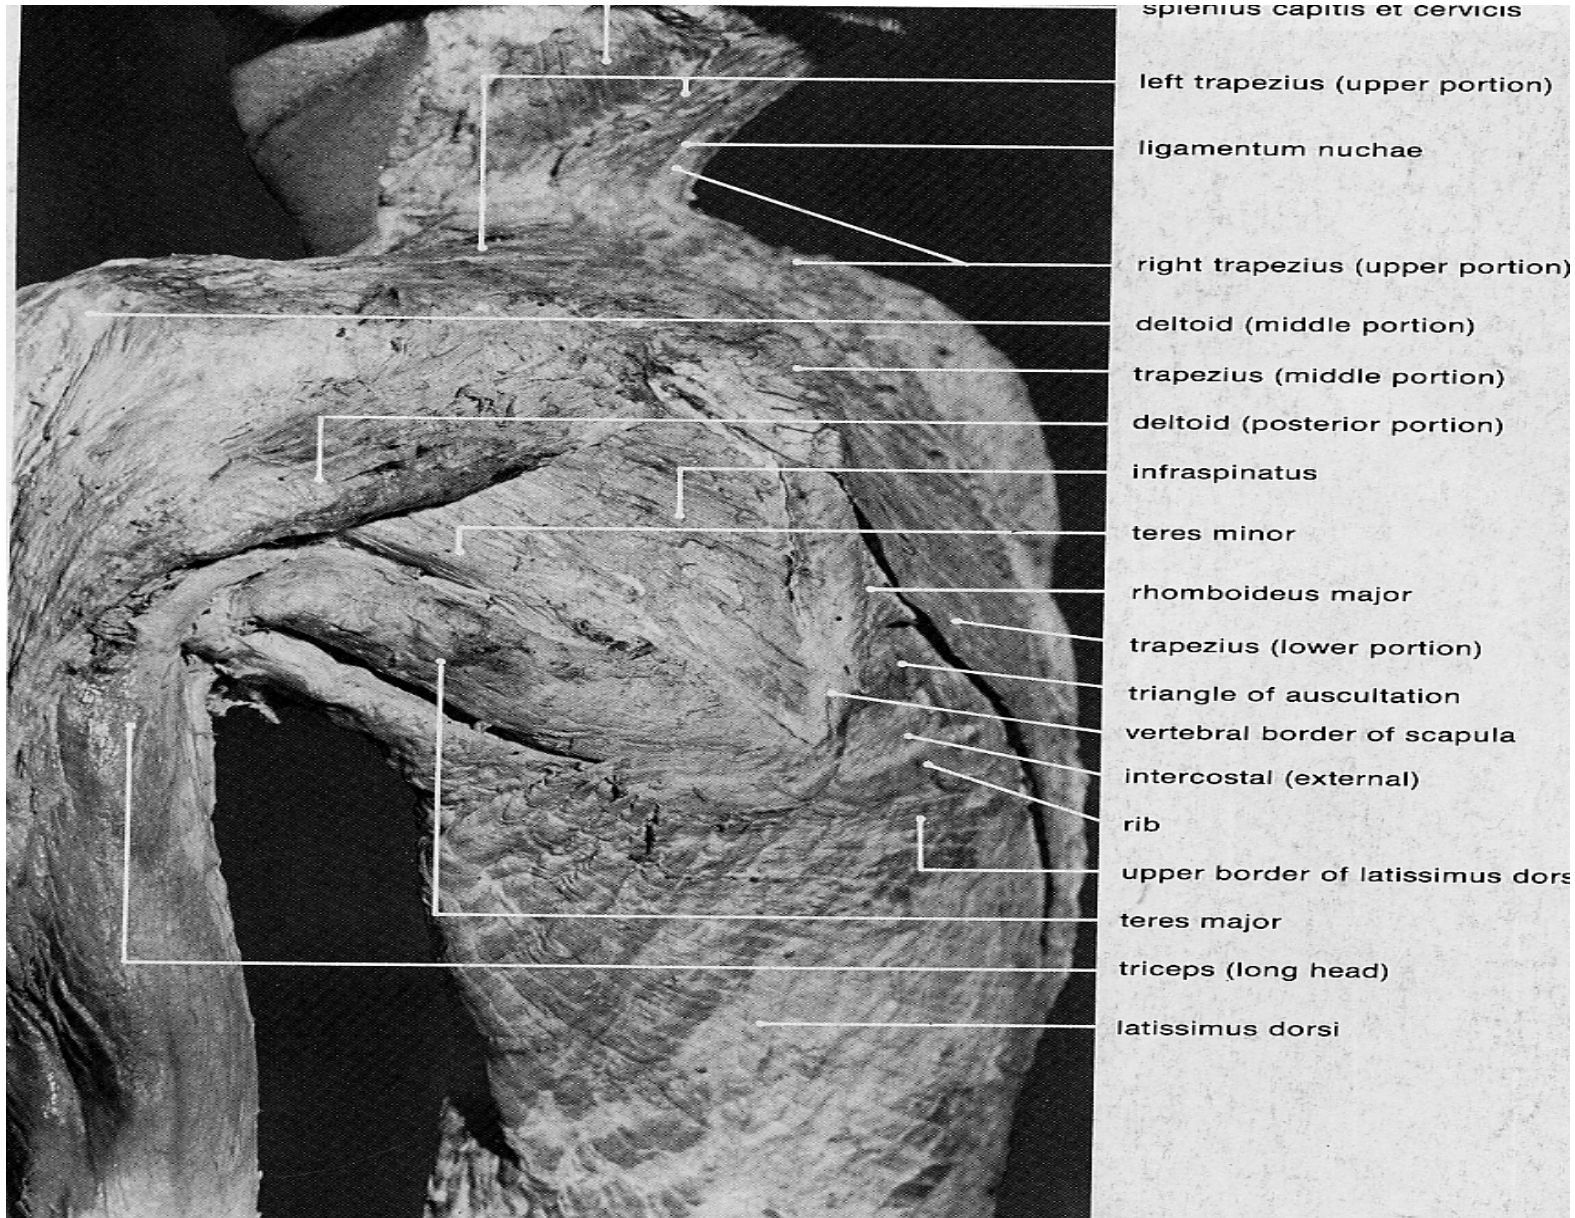 splenius capitis et cervicis
left trapezius (upper portion)
ligamentum nuchae
right trapezius (upper portion)
deltoid (middle portion)
trapezius (middle portion)
deltoid (posterior portion)
infraspinatus
teres minor
rhomboideus major
trapezius (lower portion)
triangle of auscultation
vertebral border of scapula
intercostal (external)
rib
upper border of latissimus dors
teres major
triceps (long head)
latissimus dorsi